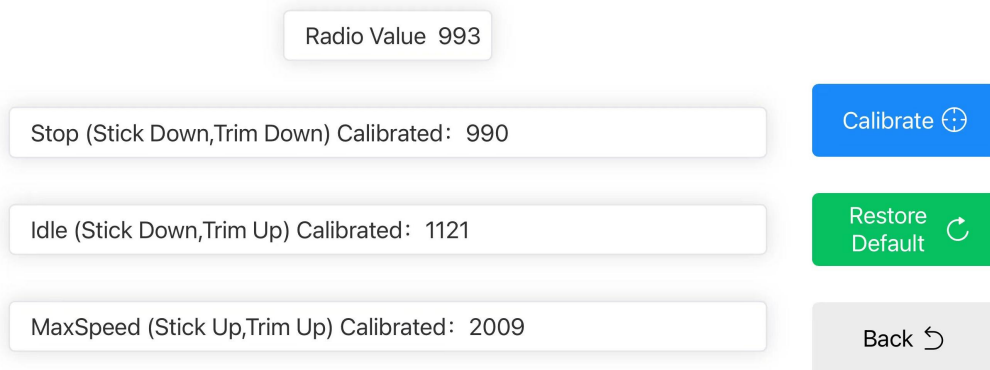 Radio Value 993
Stop (Stick Down,Trim Down) Calibrated：990
Calibrate
Idle (Stick Down,Trim Up) Calibrated：1121
Restore
Default
MaxSpeed (Stick Up,Trim Up) Calibrated：2009
Back